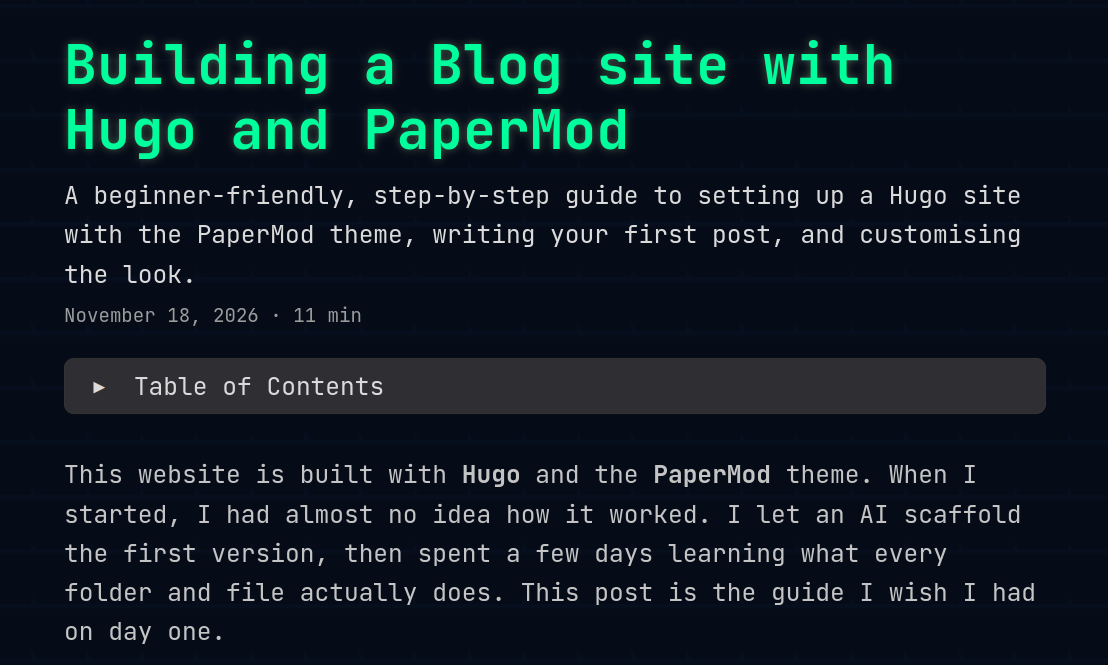 Building a Blog site with
Hugo and PaperMod
A beginner-friendly, step-by-step guide to setting up a Hugo site
with the PaperMod theme, writing your first post, and customising
the look.
November 18, 2026 · 11 min
▶ Table of Contents
This website is built with Hugo and the PaperMod theme. When I
started, I had almost no idea how it worked. I let an AI scaffold
the first version, then spent a few days learning what every
folder and file actually does. This post is the guide I wish I had
on day one.